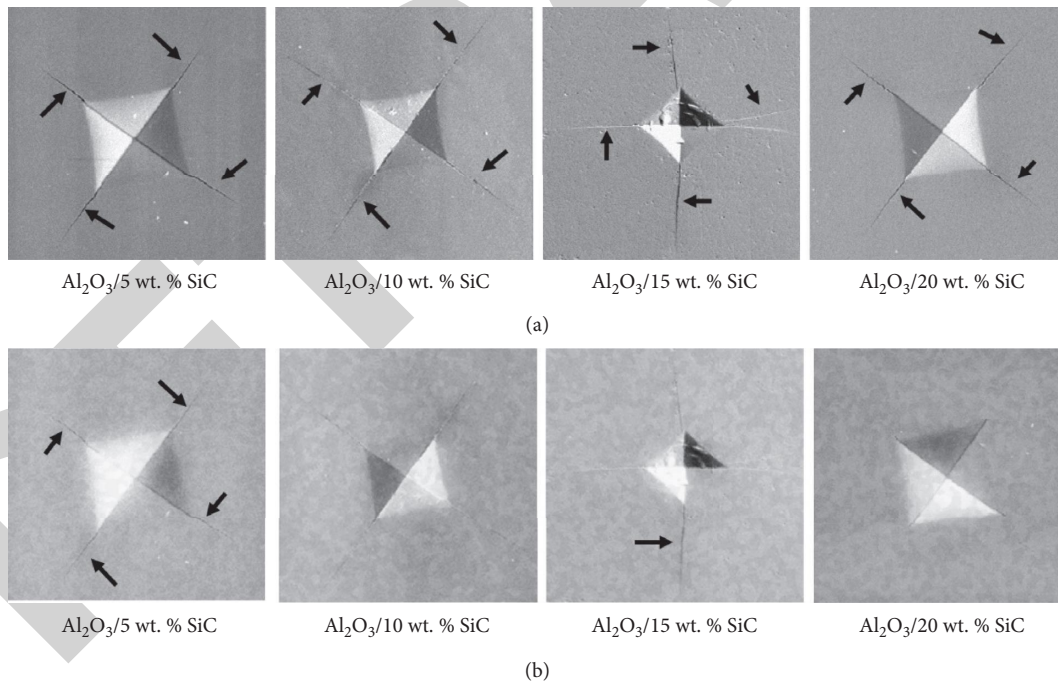 Al₂O₃/5 wt. % SiC
Al₂O₃/10 wt. % SiC
Al₂O₃/15 wt. % SiC
Al₂O₃/20 wt. % SiC
(a)
Al₂O₃/5 wt. % SiC
Al₂O₃/10 wt. % SiC
Al₂O₃/15 wt. % SiC
Al₂O₃/20 wt. % SiC
(b)